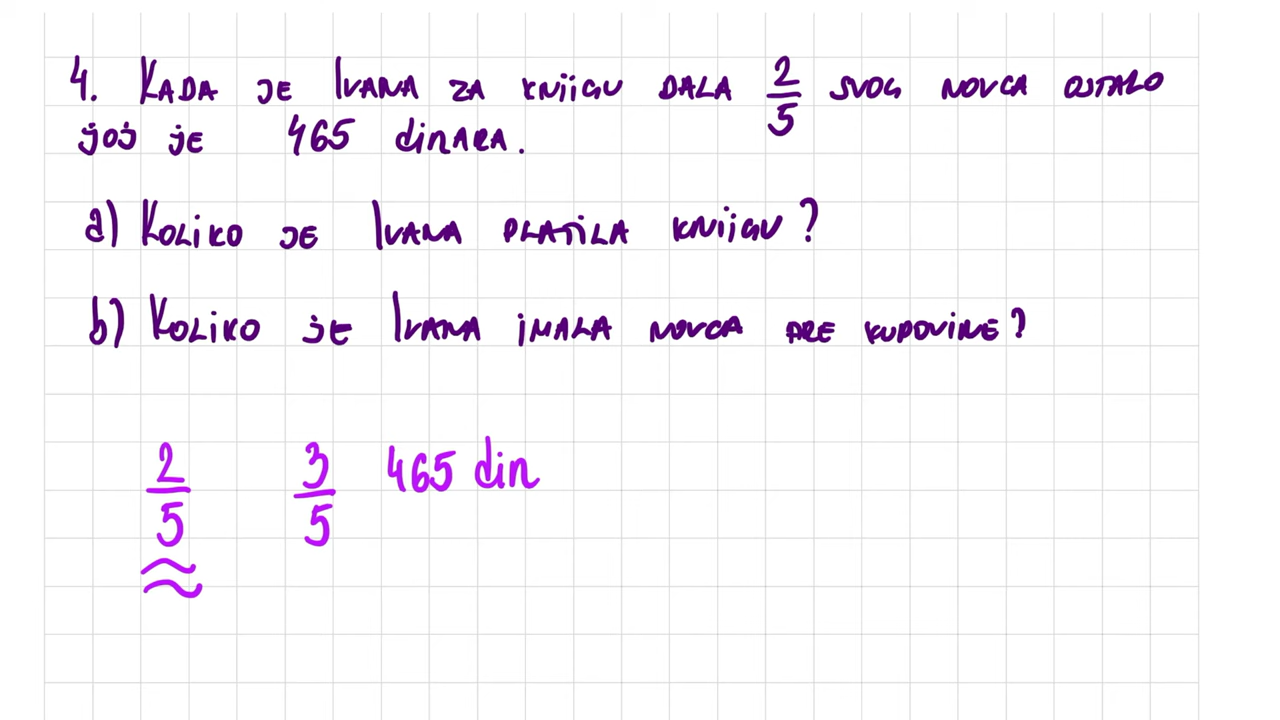 4. KADA JE IVANA ZA KNJIGU DALA 2/5 SVOG NOVCA OSTALO
JOŠ JE 465 DINARA.
a) KOLIKO JE IVANA PLATILA KNJIGU?
b) KOLIKO JE IVANA IMALA NOVCA PRE KUPOVINE?
2/5 3/5 465 din